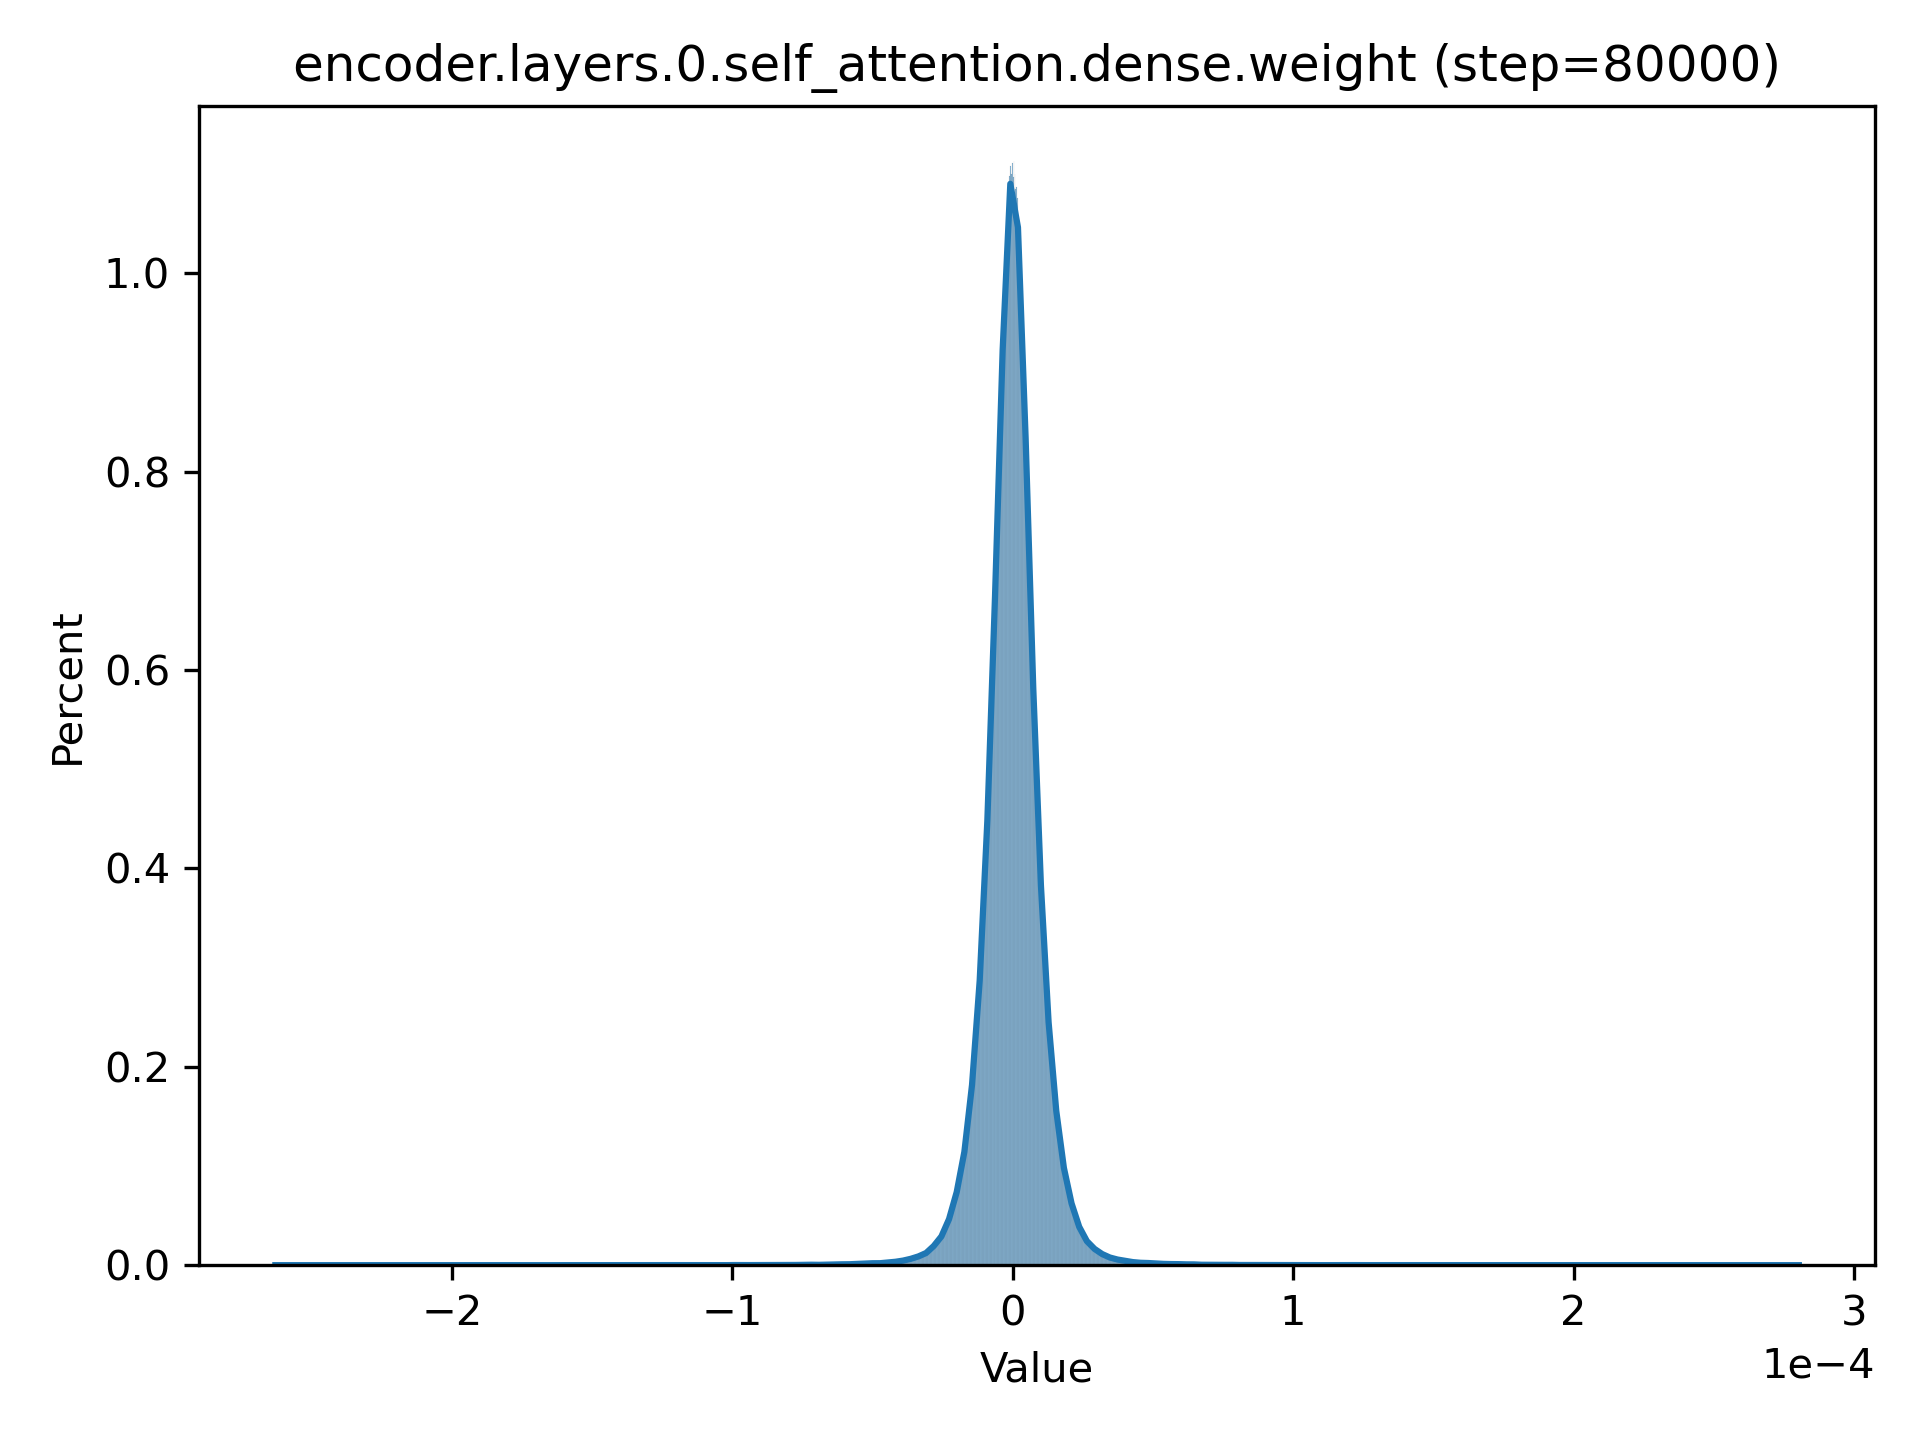 encoder.layers.0.self_attention.dense.weight (step=80000)
Percent
1.0
0.8
0.6
0.4
0.2
0.0
−2 −1 0 1 2 3
Value
1e−4